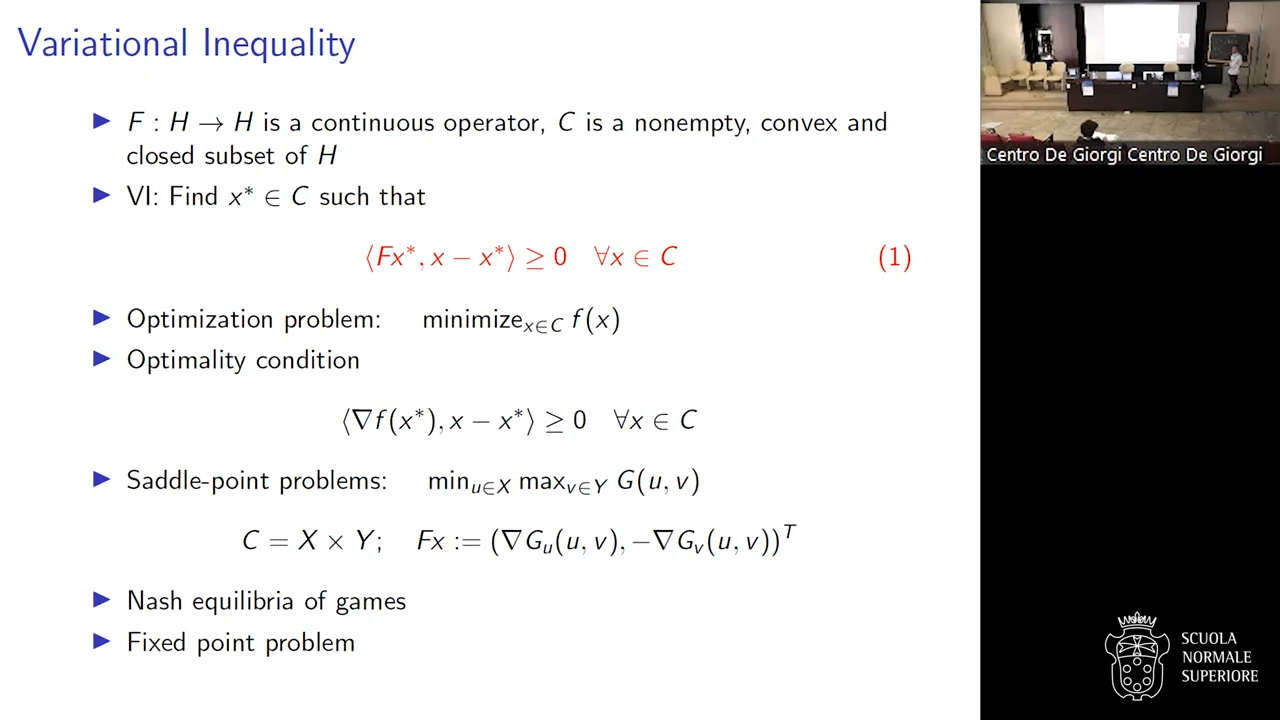 Variational Inequality
▶ F : H → H is a continuous operator, C is a nonempty, convex and
closed subset of H
▶ VI: Find x* ∈ C such that
⟨Fx*, x − x*⟩ ≥ 0 ∀x ∈ C (1)
▶ Optimization problem: minimize_{x∈C} f(x)
▶ Optimality condition
⟨∇f(x*), x − x*⟩ ≥ 0 ∀x ∈ C
▶ Saddle-point problems: min_{u∈X} max_{v∈Y} G(u, v)
C = X × Y; Fx := (∇G_u(u, v), −∇G_v(u, v))^T
▶ Nash equilibria of games
▶ Fixed point problem
Centro De Giorgi Centro De Giorgi
SCUOLA
NORMALE
SUPERIORE